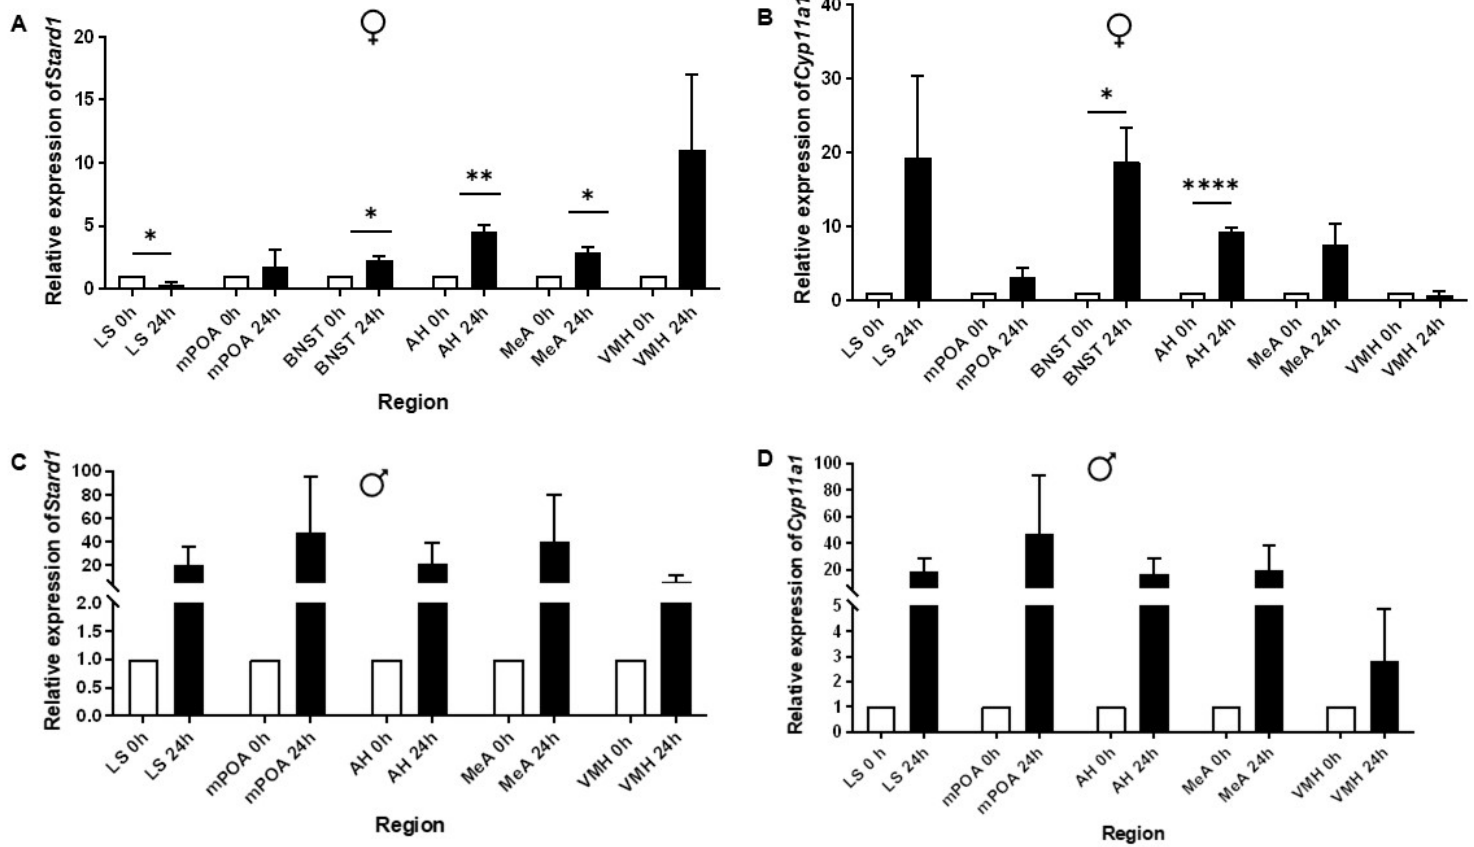 A
♀
Relative expression of Stard1
20
15
10
5
0
*
*
**
*
LS 0h
LS 24h
mPOA 0h
mPOA 24h
BNST 0h
BNST 24h
AH 0h
AH 24h
MeA 0h
MeA 24h
VMH 0h
VMH 24h
Region
B
♀
Relative expression of Cyp11a1
40
30
20
10
0
*
****
LS 0h
LS 24h
mPOA 0h
mPOA 24h
BNST 0h
BNST 24h
AH 0h
AH 24h
MeA 0h
MeA 24h
VMH 0h
VMH 24h
C
♂
Relative expression of Stard1
100
80
60
40
20
2.0
1.5
1.0
0.5
0.0
LS 0h
LS 24h
mPOA 0h
mPOA 24h
AH 0h
AH 24h
MeA 0h
MeA 24h
VMH 0h
VMH 24h
Region
D
♂
Relative expression of Cyp11a1
100
80
60
40
20
5
4
3
2
1
0
LS 0 h
LS 24h
mPOA 0h
mPOA 24h
AH 0h
AH 24h
MeA 0h
MeA 24h
VMH 0h
VMH 24h
Region